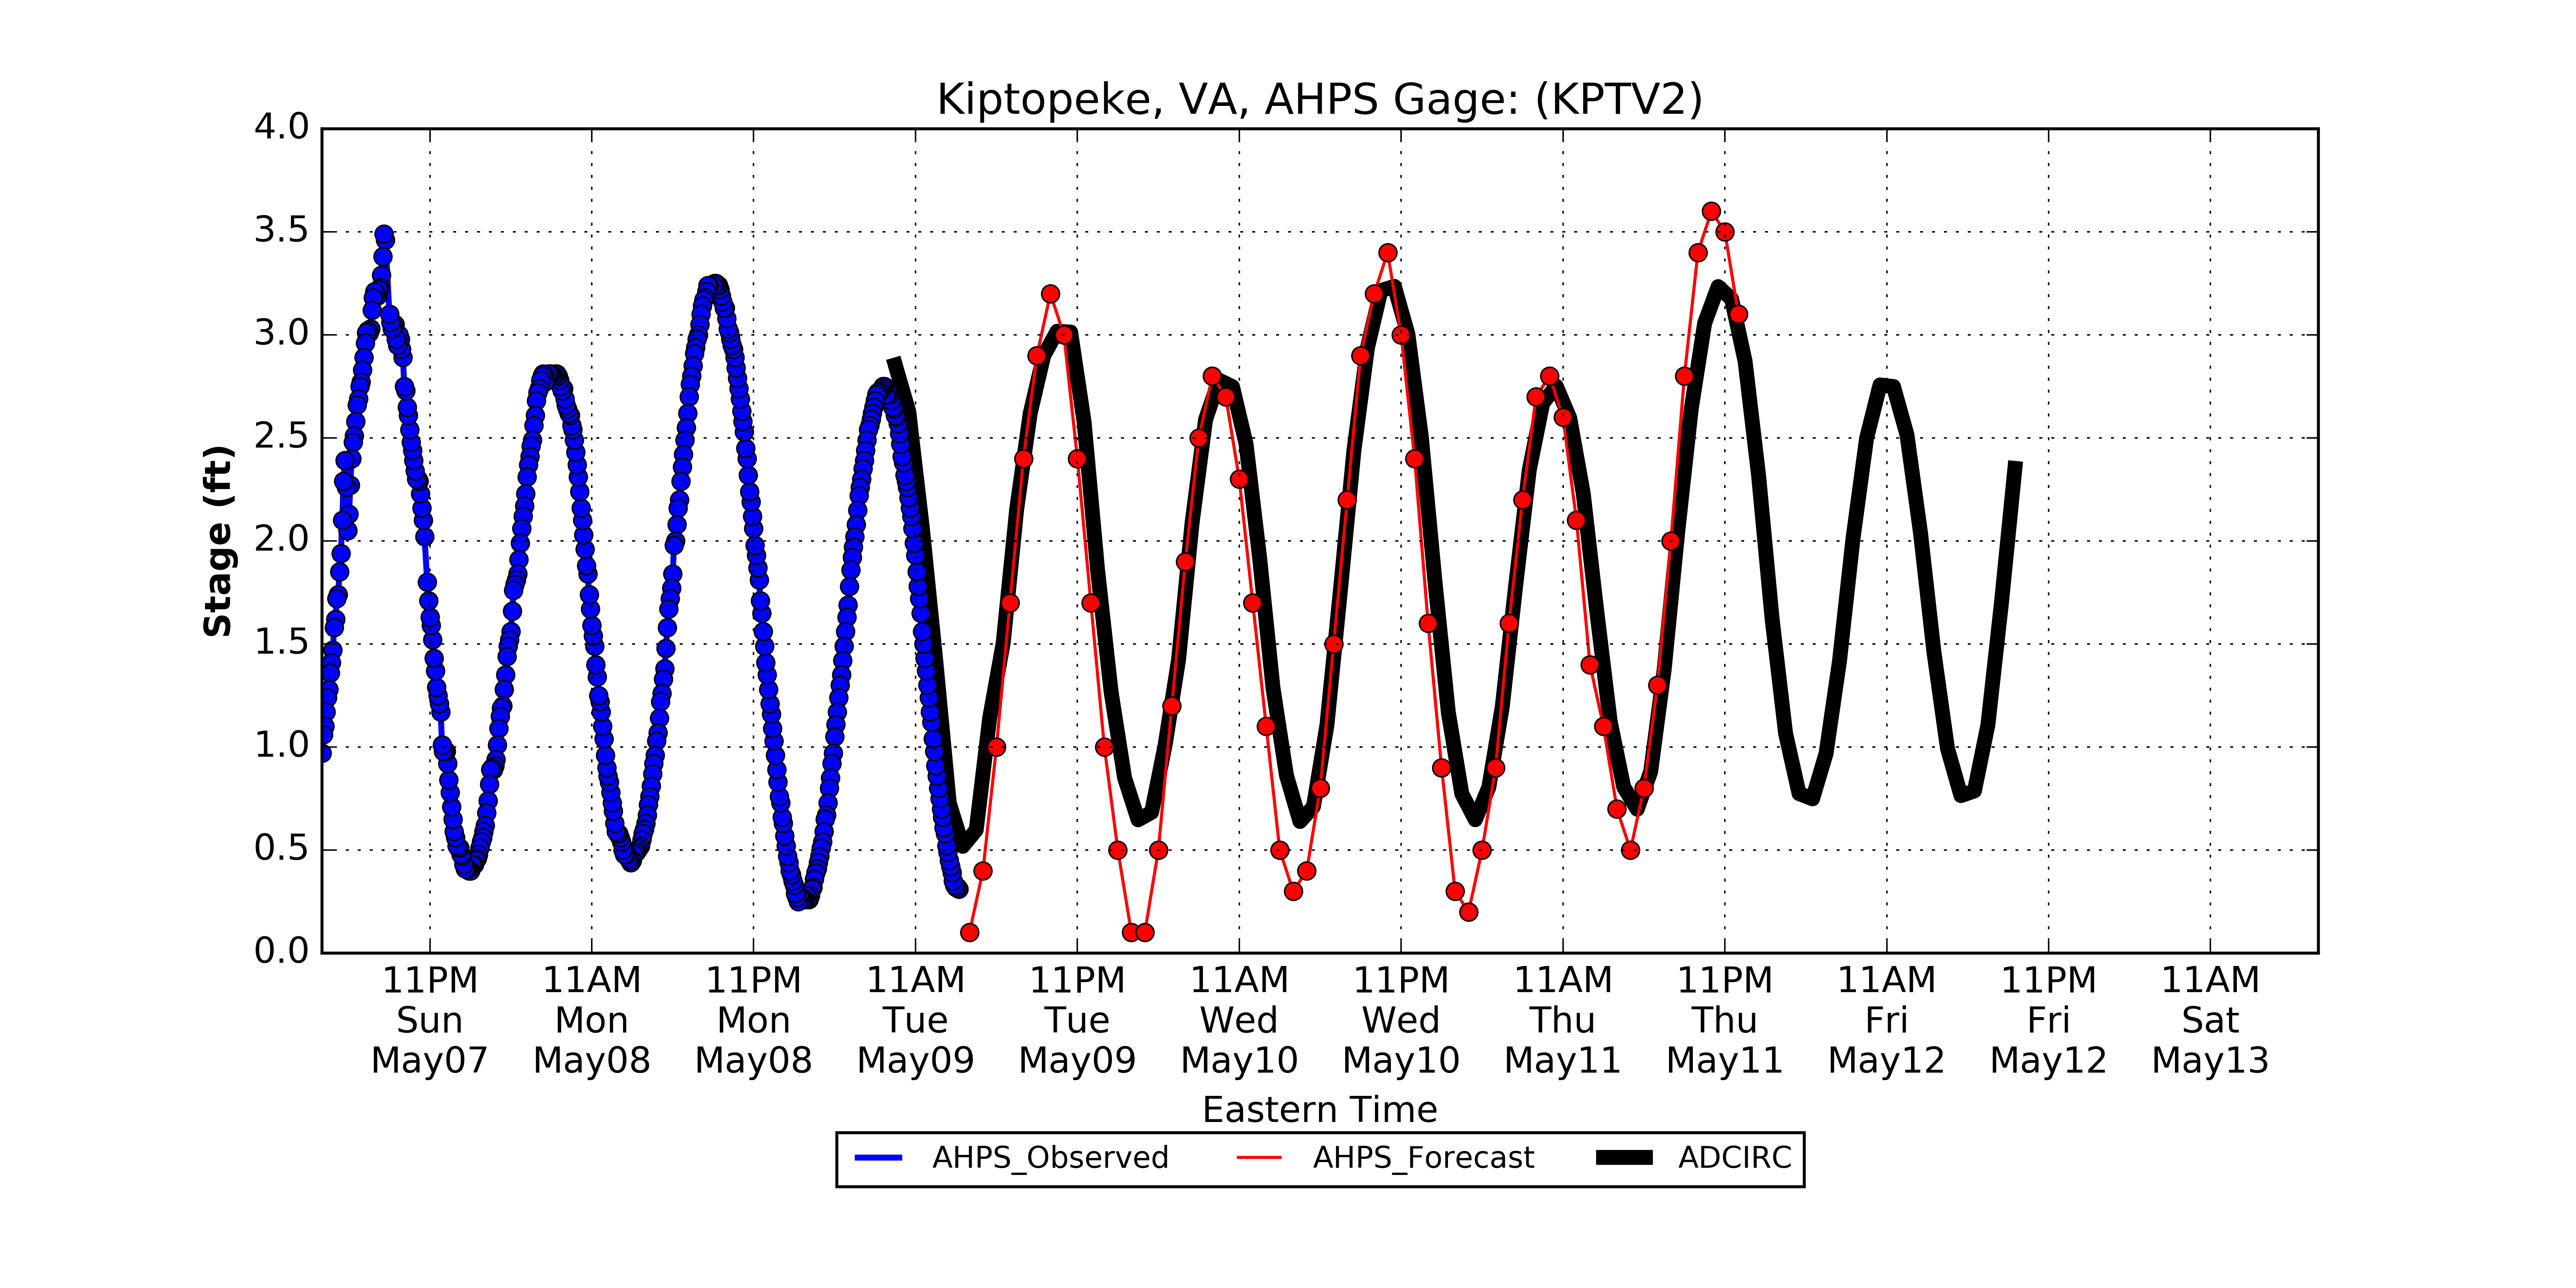 Kiptopeke, VA, AHPS Gage: (KPTV2)
Stage (ft)
4.0
3.5
3.0
2.5
2.0
1.5
1.0
0.5
0.0
11PM 11AM 11PM 11AM 11PM 11AM 11PM 11AM 11PM 11AM 11PM 11AM
Sun Mon Mon Tue Tue Wed Wed Thu Thu Fri Fri Sat
May07 May08 May08 May09 May09 May10 May10 May11 May11 May12 May12 May13
Eastern Time
AHPS_Observed AHPS_Forecast ADCIRC